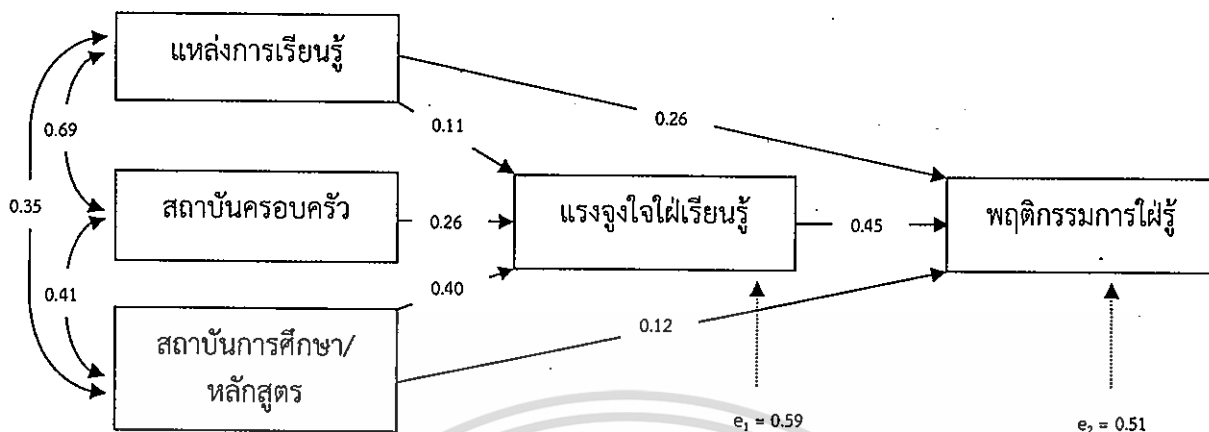 แหล่งการเรียนรู้
0.69
0.11
0.26
0.35
สถาบันครอบครัว
0.26
แรงจูงใจใฝ่เรียนรู้
0.45
พฤติกรรมการใฝ่รู้
0.41
0.40
สถาบันการศึกษา/
หลักสูตร
0.12
e₁ = 0.59
e₂ = 0.51